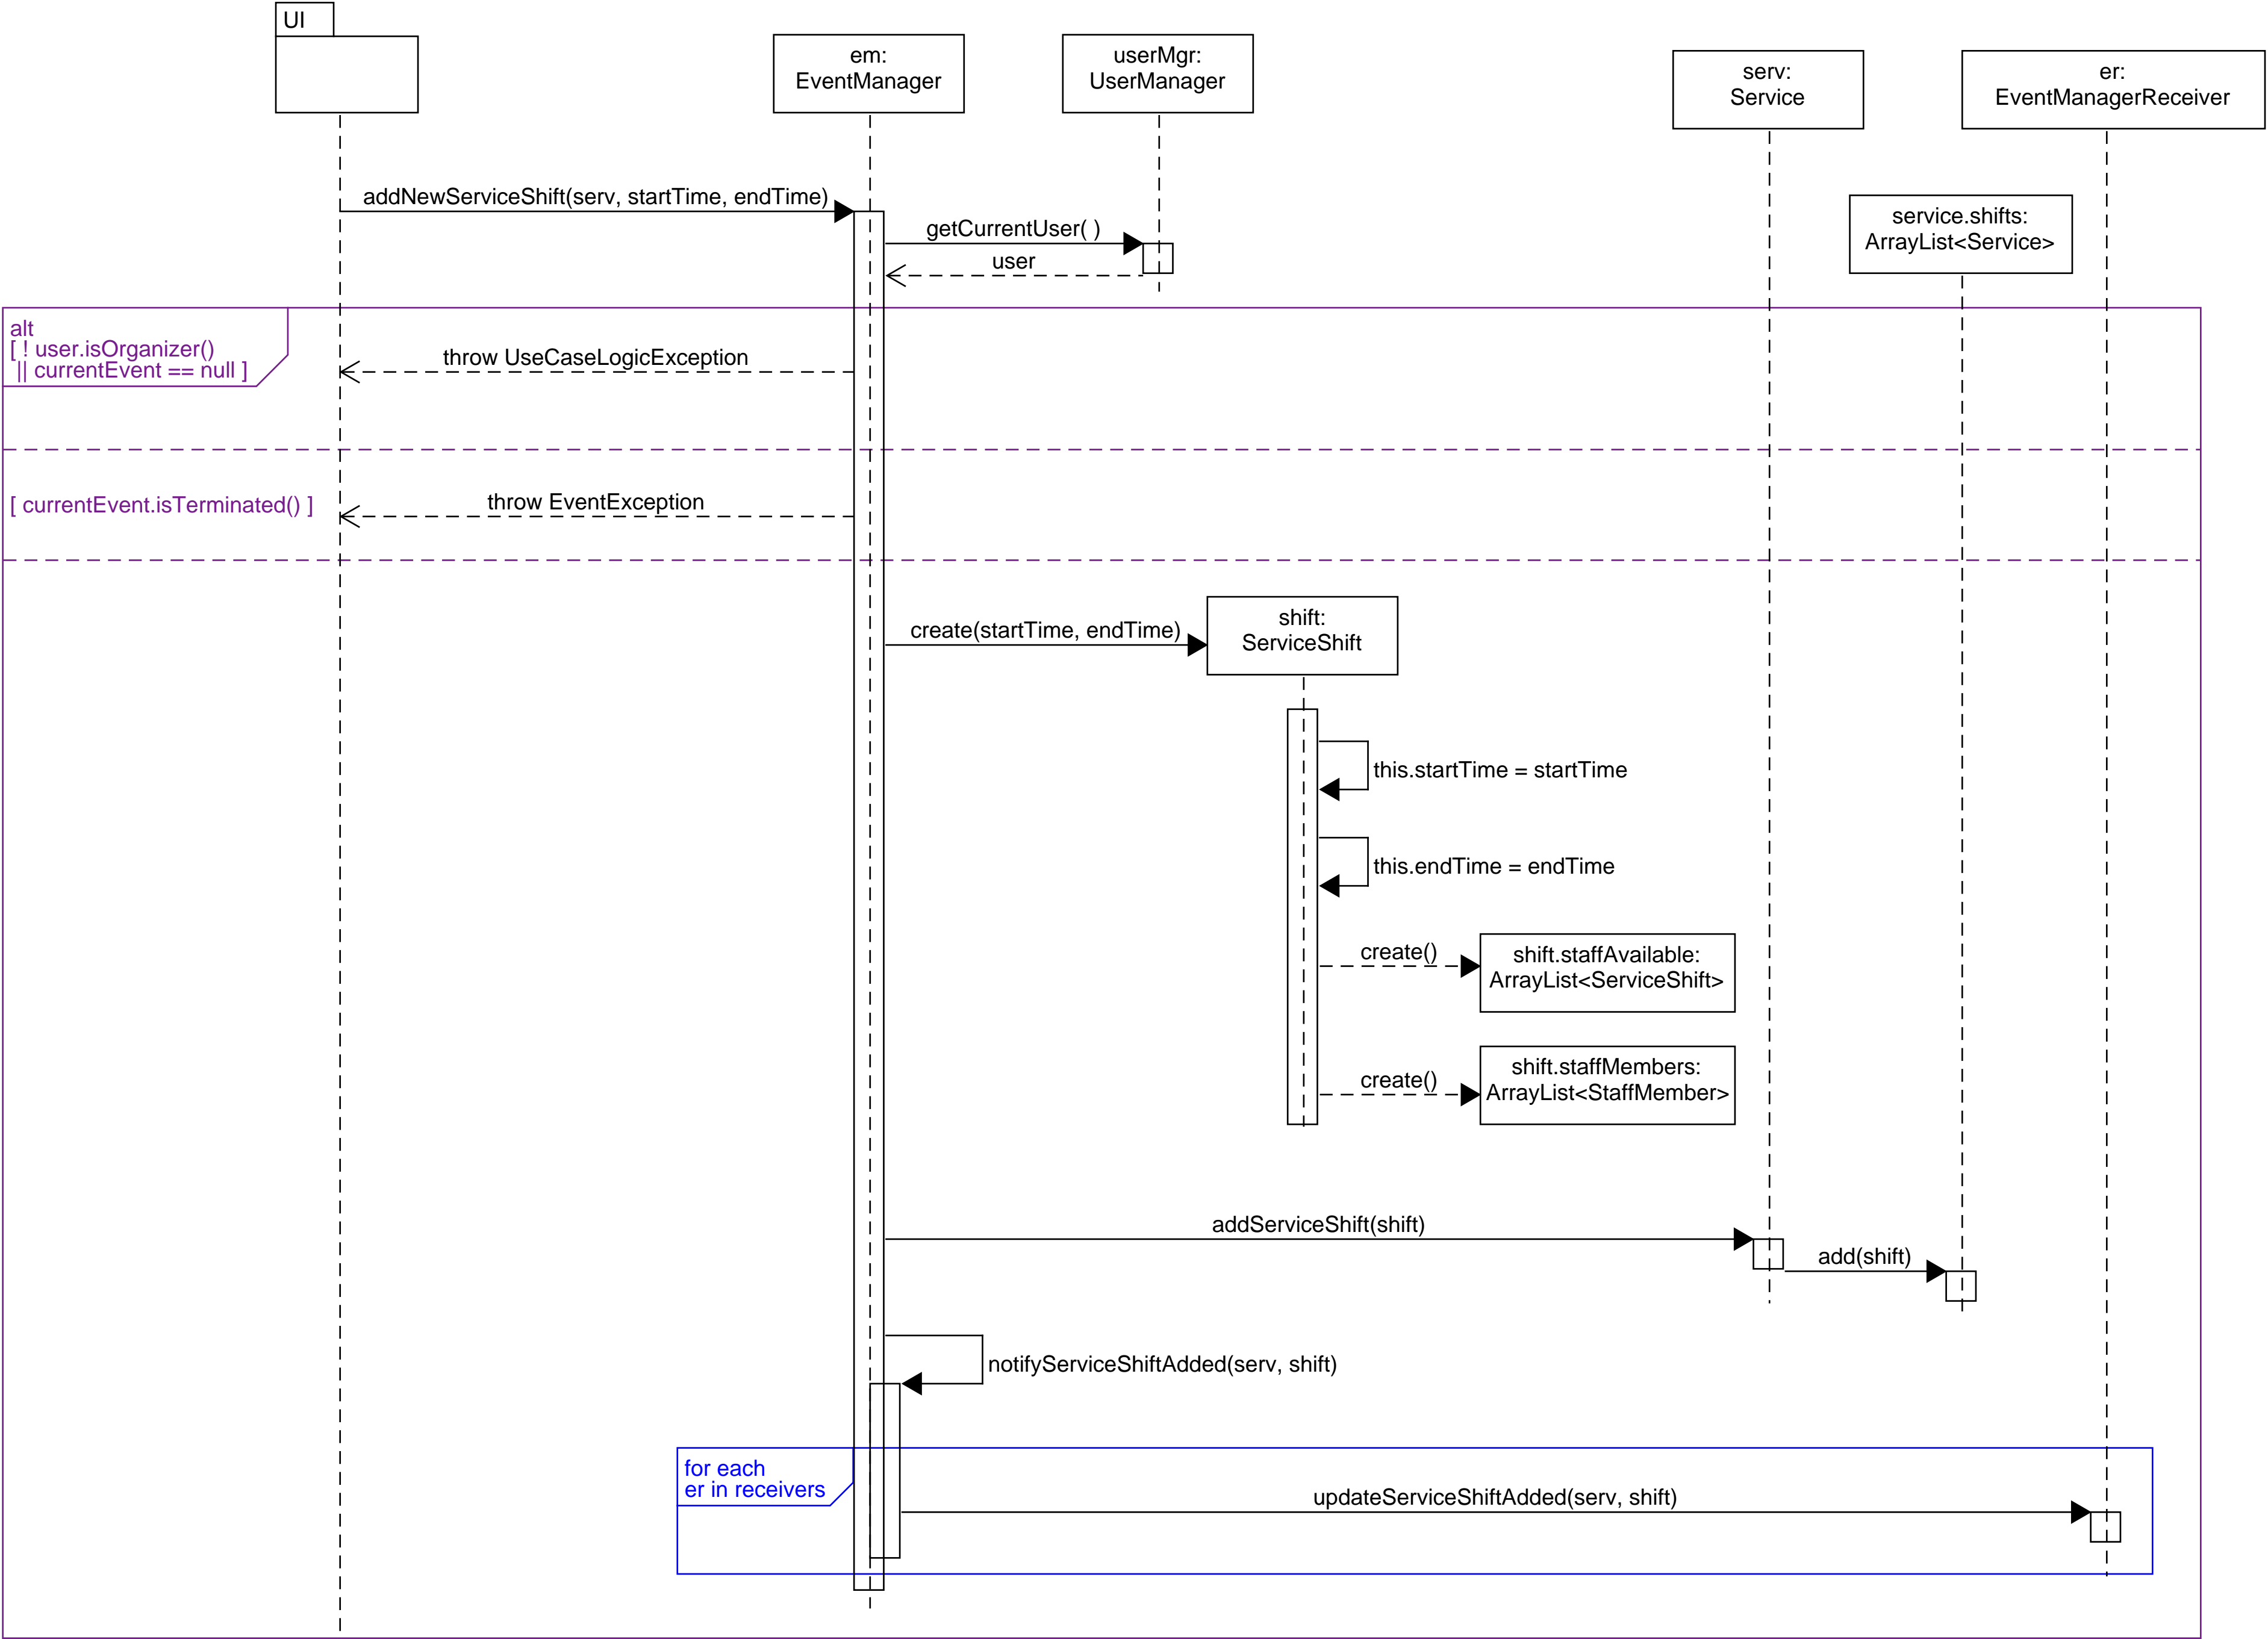 UI
em:
EventManager
userMgr:
UserManager
serv:
Service
er:
EventManagerReceiver
addNewServiceShift(serv, startTime, endTime)
service.shifts:
ArrayList<Service>
getCurrentUser( )
user
alt
[ ! user.isOrganizer()
|| currentEvent == null ]
throw UseCaseLogicException
[ currentEvent.isTerminated() ]
throw EventException
create(startTime, endTime)
shift:
ServiceShift
this.startTime = startTime
this.endTime = endTime
create()
shift.staffAvailable:
ArrayList<ServiceShift>
create()
shift.staffMembers:
ArrayList<StaffMember>
addServiceShift(shift)
add(shift)
notifyServiceShiftAdded(serv, shift)
for each
er in receivers
updateServiceShiftAdded(serv, shift)